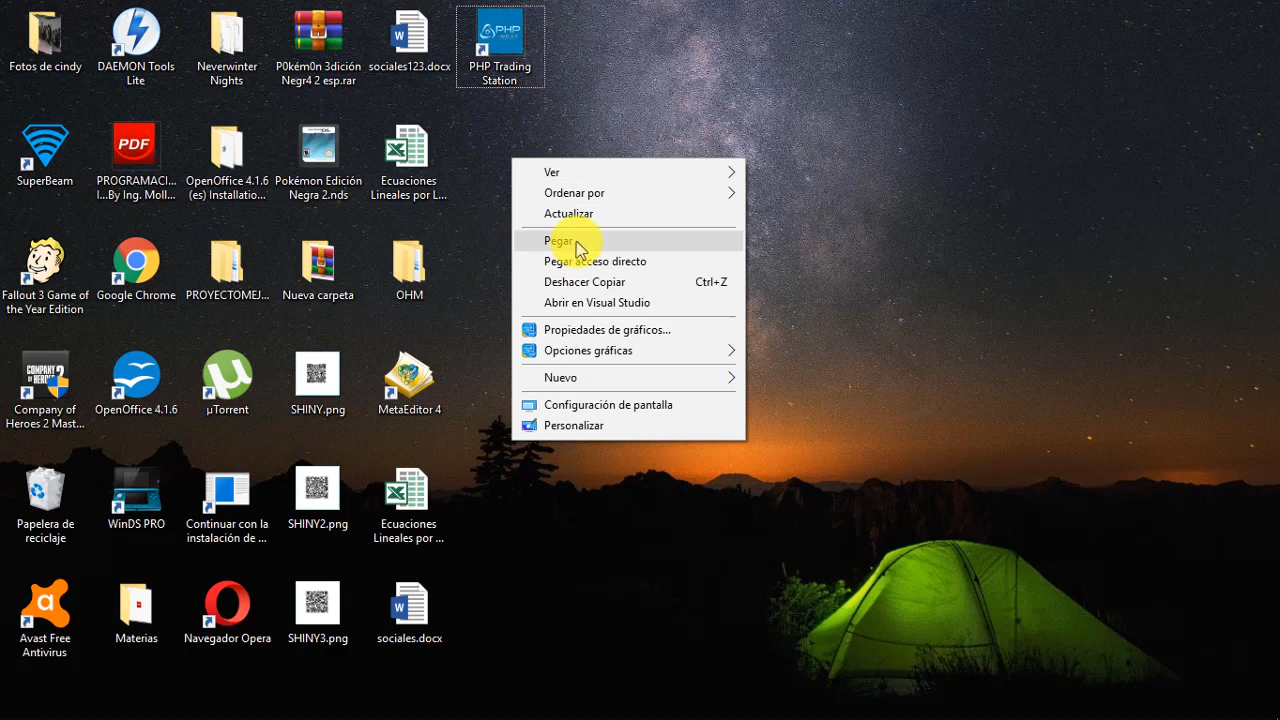 Fotos de cindy
DAEMON Tools
Lite
Neverwinter
Nights
P0kém0n 3dición
Negr4 2 esp.rar
sociales123.docx
PHP
PHP Trading
Station
SuperBeam
PDF
PROGRAMACI...
I...By Ing. Moll...
OpenOffice 4.1.6
(es) Installatio...
Pokémon Edición
Negra 2.nds
Ecuaciones
Lineales por L...
Fallout 3 Game of
the Year Edition
Google Chrome
PROYECTOMEJ...
Nueva carpeta
OHM
Company of
Heroes 2 Mast...
OpenOffice 4.1.6
µTorrent
SHINY.png
MetaEditor 4
Papelera de
reciclaje
WinDS PRO
Continuar con la
instalación de ...
SHINY2.png
Ecuaciones
Lineales por ...
Avast Free
Antivirus
Materias
Navegador Opera
SHINY3.png
sociales.docx
Ver
Ordenar por
Actualizar
Pegar
Pegar acceso directo
Deshacer Copiar Ctrl+Z
Abrir en Visual Studio
Propiedades de gráficos...
Opciones gráficas
Nuevo
Configuración de pantalla
Personalizar